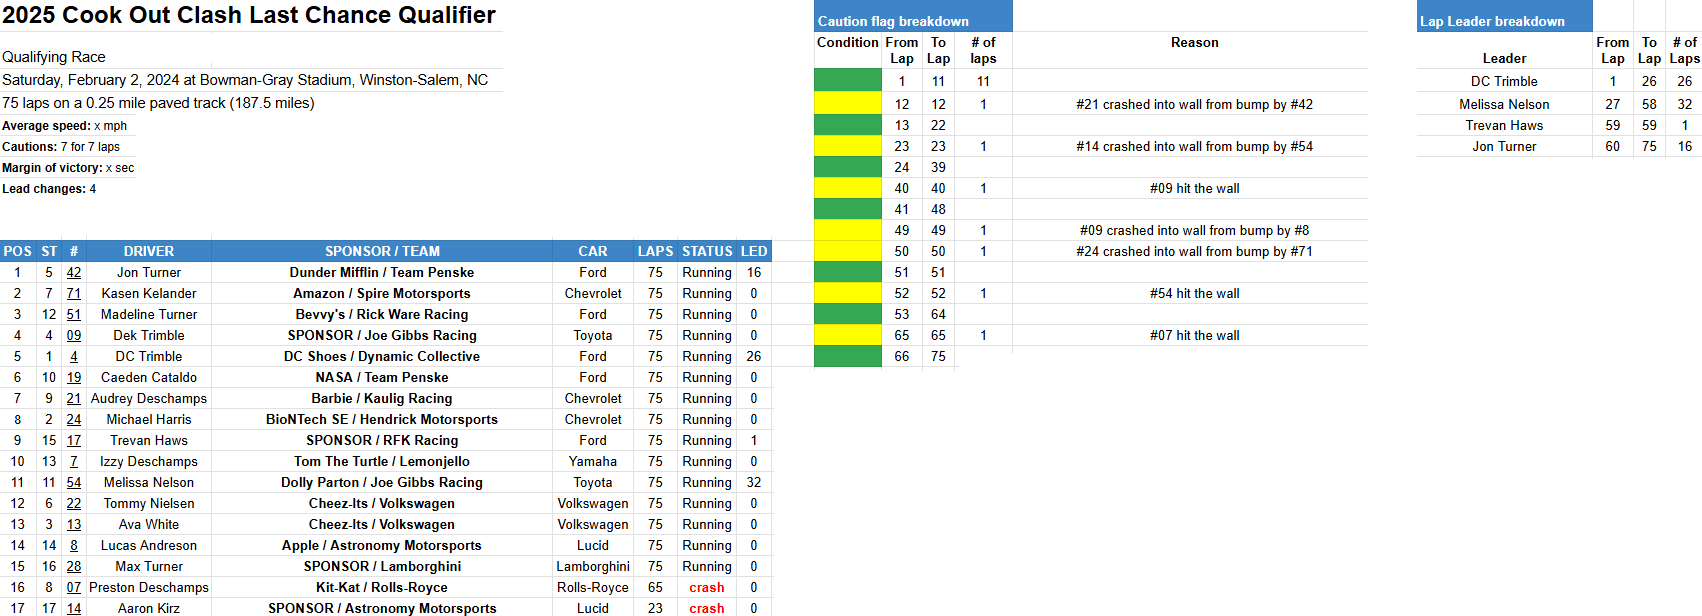 2025 Cook Out Clash Last Chance Qualifier
Qualifying Race
Saturday, February 2, 2024 at Bowman-Gray Stadium, Winston-Salem, NC
75 laps on a 0.25 mile paved track (187.5 miles)
Average speed: x mph
Cautions: 7 for 7 laps
Margin of victory: x sec
Lead changes: 4
POS ST # DRIVER SPONSOR / TEAM CAR LAPS STATUS LED
1 5 42 Jon Turner Dunder Mifflin / Team Penske Ford 75 Running 16
2 7 71 Kasen Kelander Amazon / Spire Motorsports Chevrolet 75 Running 0
3 12 51 Madeline Turner Bevvy's / Rick Ware Racing Ford 75 Running 0
4 4 09 Dek Trimble SPONSOR / Joe Gibbs Racing Toyota 75 Running 0
5 1 4 DC Trimble DC Shoes / Dynamic Collective Ford 75 Running 26
6 10 19 Caeden Cataldo NASA / Team Penske Ford 75 Running 0
7 9 21 Audrey Deschamps Barbie / Kaulig Racing Chevrolet 75 Running 0
8 2 24 Michael Harris BioNTech SE / Hendrick Motorsports Chevrolet 75 Running 0
9 15 17 Trevan Haws SPONSOR / RFK Racing Ford 75 Running 1
10 13 7 Izzy Deschamps Tom The Turtle / Lemonjello Yamaha 75 Running 0
11 11 54 Melissa Nelson Dolly Parton / Joe Gibbs Racing Toyota 75 Running 32
12 6 22 Tommy Nielsen Cheez-Its / Volkswagen Volkswagen 75 Running 0
13 3 13 Ava White Cheez-Its / Volkswagen Volkswagen 75 Running 0
14 14 8 Lucas Andreson Apple / Astronomy Motorsports Lucid 75 Running 0
15 16 28 Max Turner SPONSOR / Lamborghini Lamborghini 75 Running 0
16 8 07 Preston Deschamps Kit-Kat / Rolls-Royce Rolls-Royce 65 crash 0
17 17 14 Aaron Kirz SPONSOR / Astronomy Motorsports Lucid 23 crash 0
Caution flag breakdown
Condition From Lap To Lap # of laps Reason
1 11 11
12 12 1 #21 crashed into wall from bump by #42
13 22
23 23 1 #14 crashed into wall from bump by #54
24 39
40 40 1 #09 hit the wall
41 48
49 49 1 #09 crashed into wall from bump by #8
50 50 1 #24 crashed into wall from bump by #71
51 51
52 52 1 #54 hit the wall
53 64
65 65 1 #07 hit the wall
66 75
Lap Leader breakdown
Leader From Lap To Lap # of Laps
DC Trimble 1 26 26
Melissa Nelson 27 58 32
Trevan Haws 59 59 1
Jon Turner 60 75 16